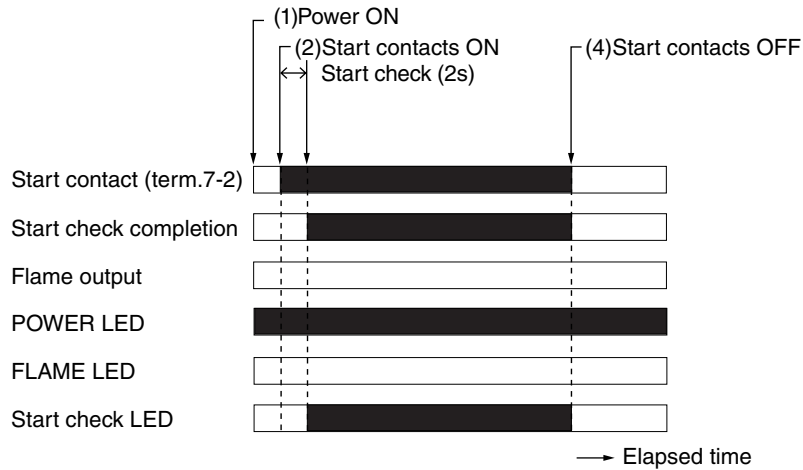 (1)Power ON
(2)Start contacts ON
(4)Start contacts OFF
Start check (2s)
Start contact (term.7-2)
Start check completion
Flame output
POWER LED
FLAME LED
Start check LED
Elapsed time